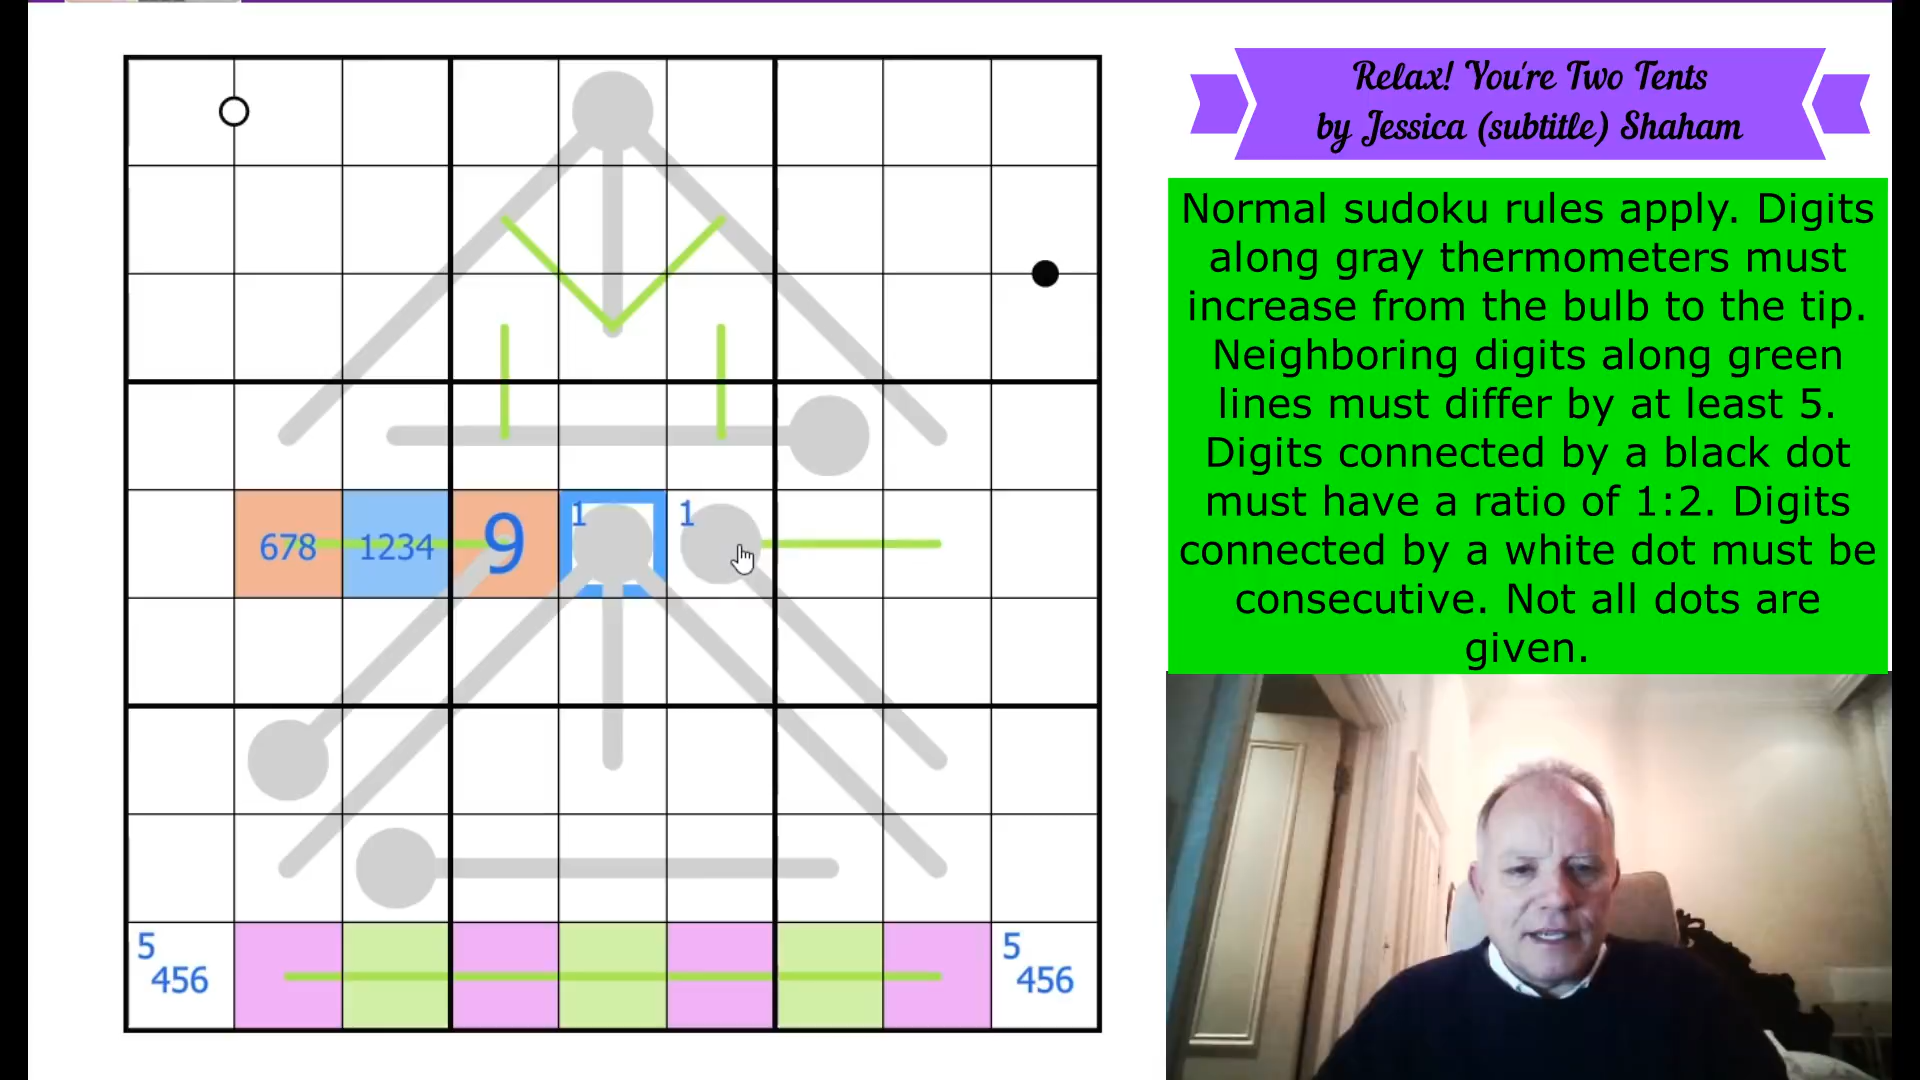 Relax! You're Two Tents
by Jessica (subtitle) Shaham
Normal sudoku rules apply. Digits
along gray thermometers must
increase from the bulb to the tip.
Neighboring digits along green
lines must differ by at least 5.
Digits connected by a black dot
must have a ratio of 1:2. Digits
connected by a white dot must be
consecutive. Not all dots are
given.
678 1234 9 1 1
5 5
456 456